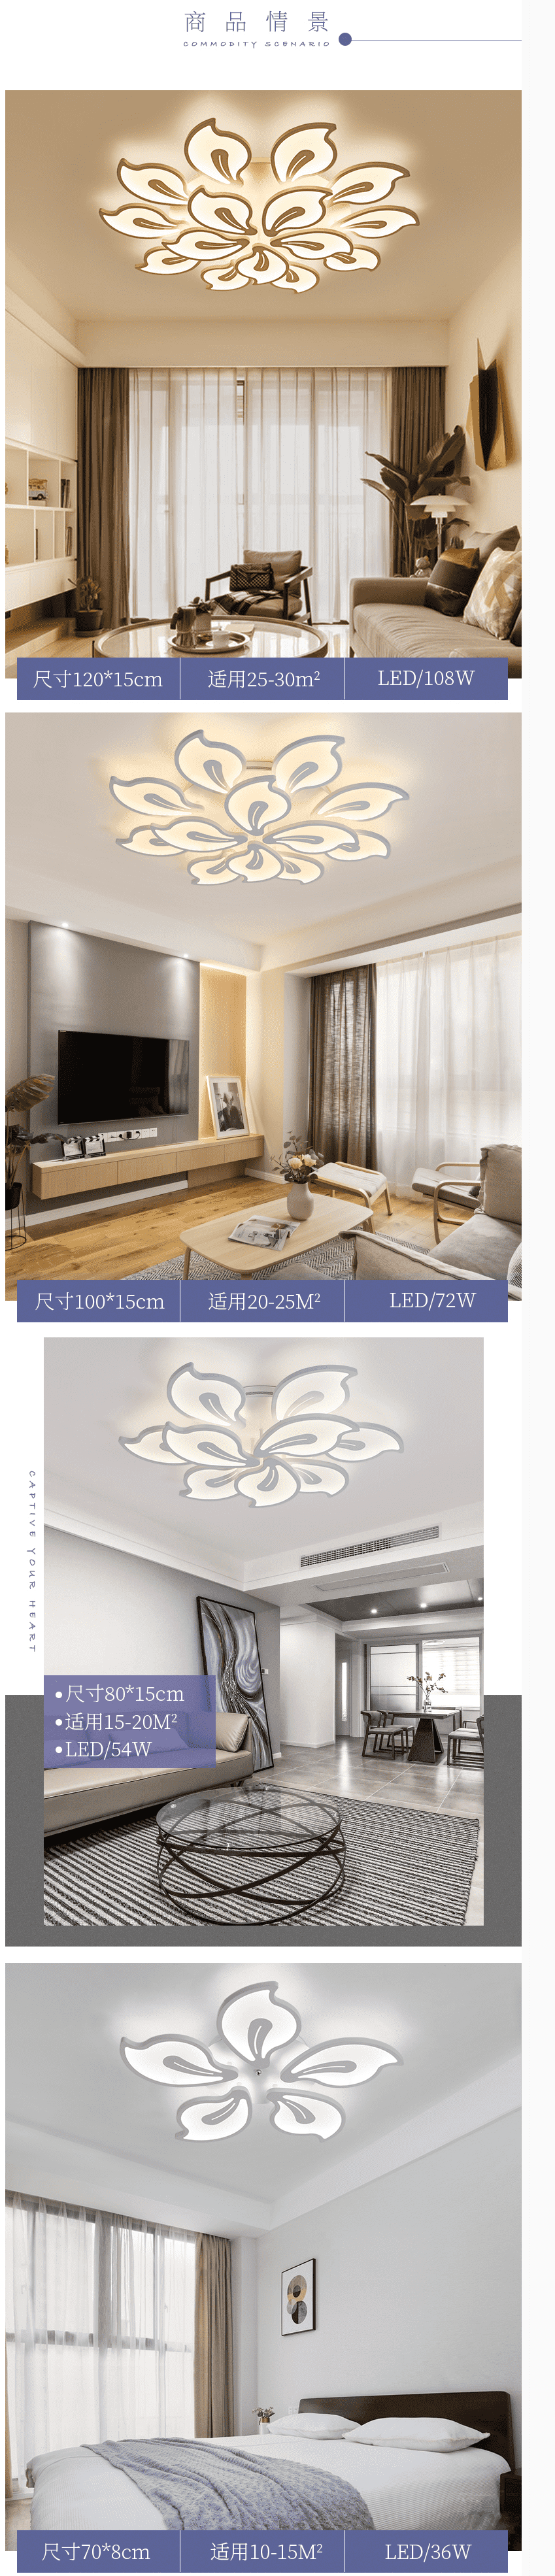 商品情景
COMMODITY SCENARIO
尺寸120*15cm
适用25-30m²
LED/108W
尺寸100*15cm
适用20-25M²
LED/72W
CAPTIVE YOUR HEART
•尺寸80*15cm
•适用15-20M²
•LED/54W
尺寸70*8cm
适用10-15M²
LED/36W